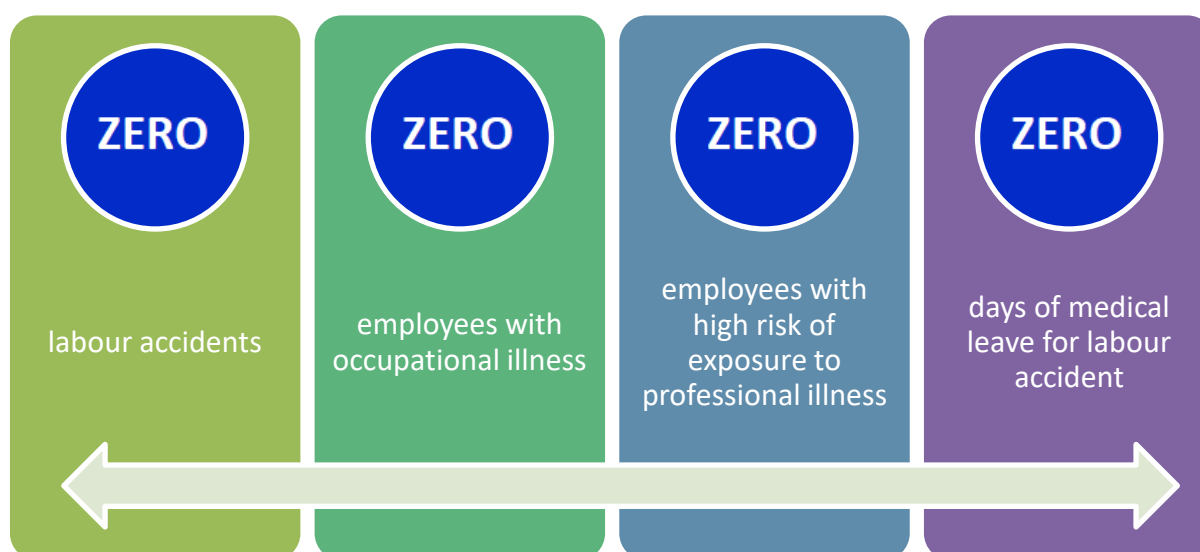 ZERO
labour accidents
ZERO
employees with
occupational illness
ZERO
employees with
high risk of
exposure to
professional illness
ZERO
days of medical
leave for labour
accident